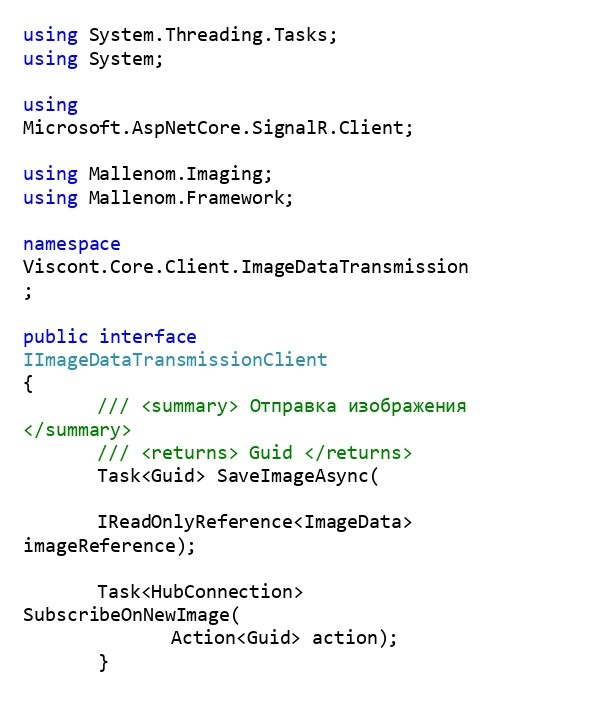 using System.Threading.Tasks;
using System;
using
Microsoft.AspNetCore.SignalR.Client;
using Mallenom.Imaging;
using Mallenom.Framework;
namespace
Viscont.Core.Client.ImageDataTransmission
;
public interface
IImageDataTransmissionClient
{
/// <summary> Отправка изображения
</summary>
/// <returns> Guid </returns>
Task<Guid> SaveImageAsync(
IReadOnlyReference<ImageData>
imageReference);
Task<HubConnection>
SubscribeOnNewImage(
Action<Guid> action);
}